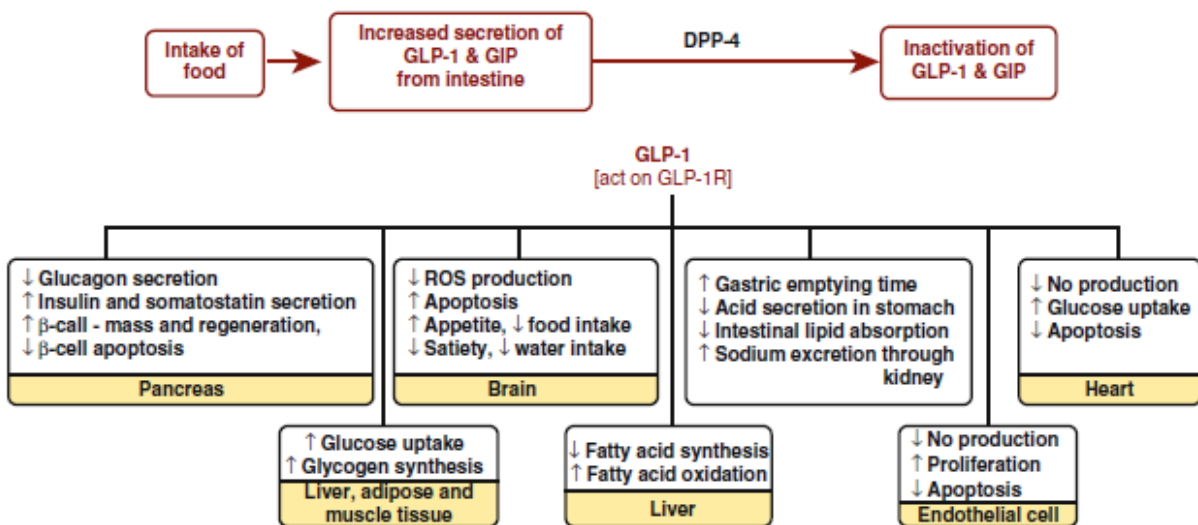 Intake of
food
Increased secretion of
GLP-1 & GIP
from intestine
DPP-4
Inactivation of
GLP-1 & GIP
GLP-1
[act on GLP-1R]
↓ Glucagon secretion
↑ Insulin and somatostatin secretion
↑ β-call - mass and regeneration,
↓ β-cell apoptosis
Pancreas
↓ ROS production
↑ Apoptosis
↑ Appetite, ↓ food intake
↓ Satiety, ↓ water intake
Brain
↑ Gastric emptying time
↓ Acid secretion in stomach
↓ Intestinal lipid absorption
↑ Sodium excretion through
kidney
↓ No production
↑ Glucose uptake
↓ Apoptosis
Heart
↑ Glucose uptake
↑ Glycogen synthesis
Liver, adipose and
muscle tissue
↓ Fatty acid synthesis
↑ Fatty acid oxidation
Liver
↓ No production
↑ Proliferation
↓ Apoptosis
Endothelial cell